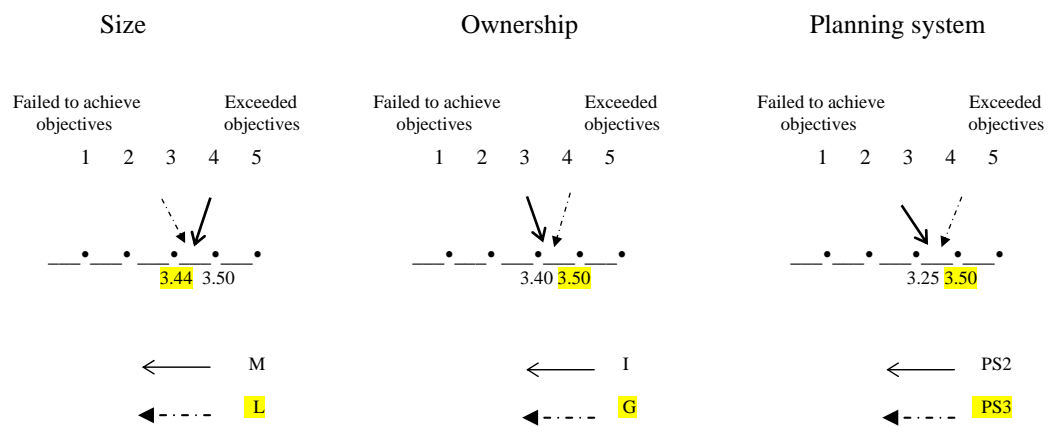 Size Ownership Planning system
Failed to achieve objectives Exceeded objectives Failed to achieve objectives Exceeded objectives Failed to achieve objectives Exceeded objectives
1 2 3 4 5 1 2 3 4 5 1 2 3 4 5
3.44 3.50 3.40 3.50 3.25 3.50
M I PS2
L G PS3